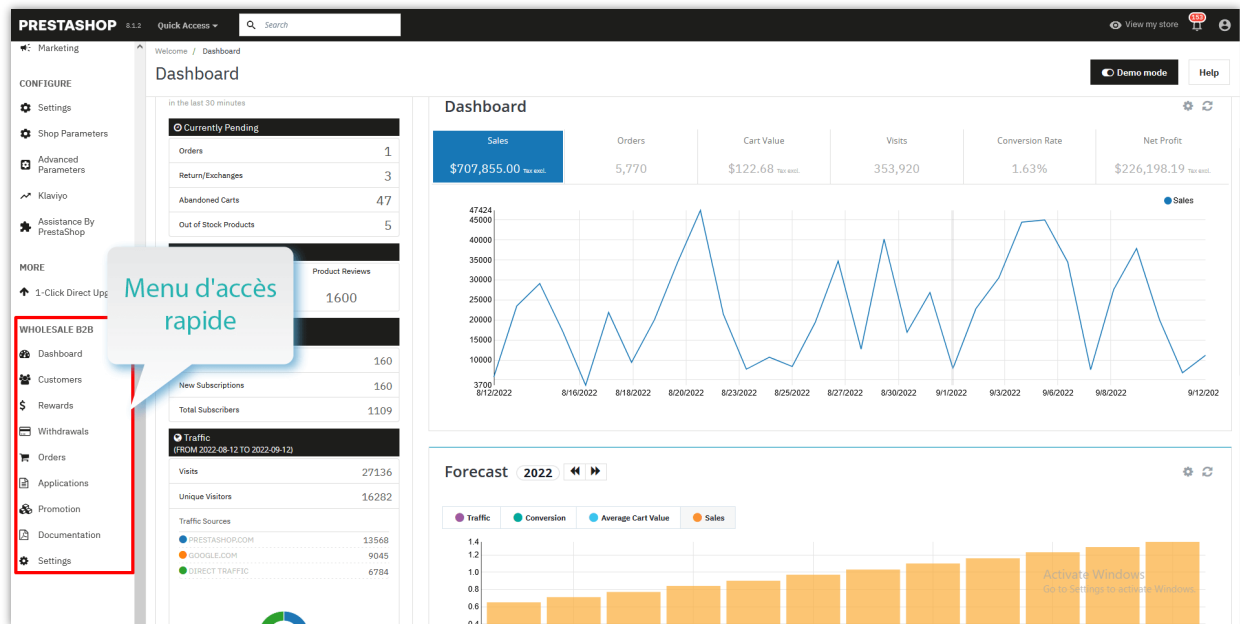 PRESTASHOP 8.1.2 Quick Access Search View my store 153
Marketing
Welcome / Dashboard
Dashboard
Demo mode Help
CONFIGURE
Settings
Shop Parameters
Advanced
Parameters
Klaviyo
Assistance By
PrestaShop
MORE
1-Click Direct Upg
WHOLESALE B2B
Dashboard
Customers
Rewards
Withdrawals
Orders
Applications
Promotion
Documentation
Settings
Menu d'accès
rapide
in the last 30 minutes
Currently Pending
Orders 1
Return/Exchanges 3
Abandoned Carts 47
Out of Stock Products 5
Product Reviews
1600
160
New Subscriptions 160
Total Subscribers 1109
Traffic
(FROM 2022-08-12 TO 2022-09-12)
Visits 27136
Unique Visitors 16282
Traffic Sources
PRESTASHOP.COM 13568
GOOGLE.COM 9045
DIRECT TRAFFIC 6784
Dashboard
Sales Orders Cart Value Visits Conversion Rate Net Profit
$707,855.00 Tax excl. 5,770 $122.68 Tax excl. 353,920 1.63% $226,198.19 Tax excl.
Sales
47424
45000
40000
35000
30000
25000
20000
15000
10000
3700
8/12/2022 8/16/2022 8/18/2022 8/20/2022 8/23/2022 8/25/2022 8/27/2022 8/30/2022 9/1/2022 9/3/2022 9/6/2022 9/8/2022 9/12/202
Forecast 2022
Traffic Conversion Average Cart Value Sales
1.4
1.2
1.0
0.8
0.6
0.4
Activate Windows
Go to Settings to activate Windows.